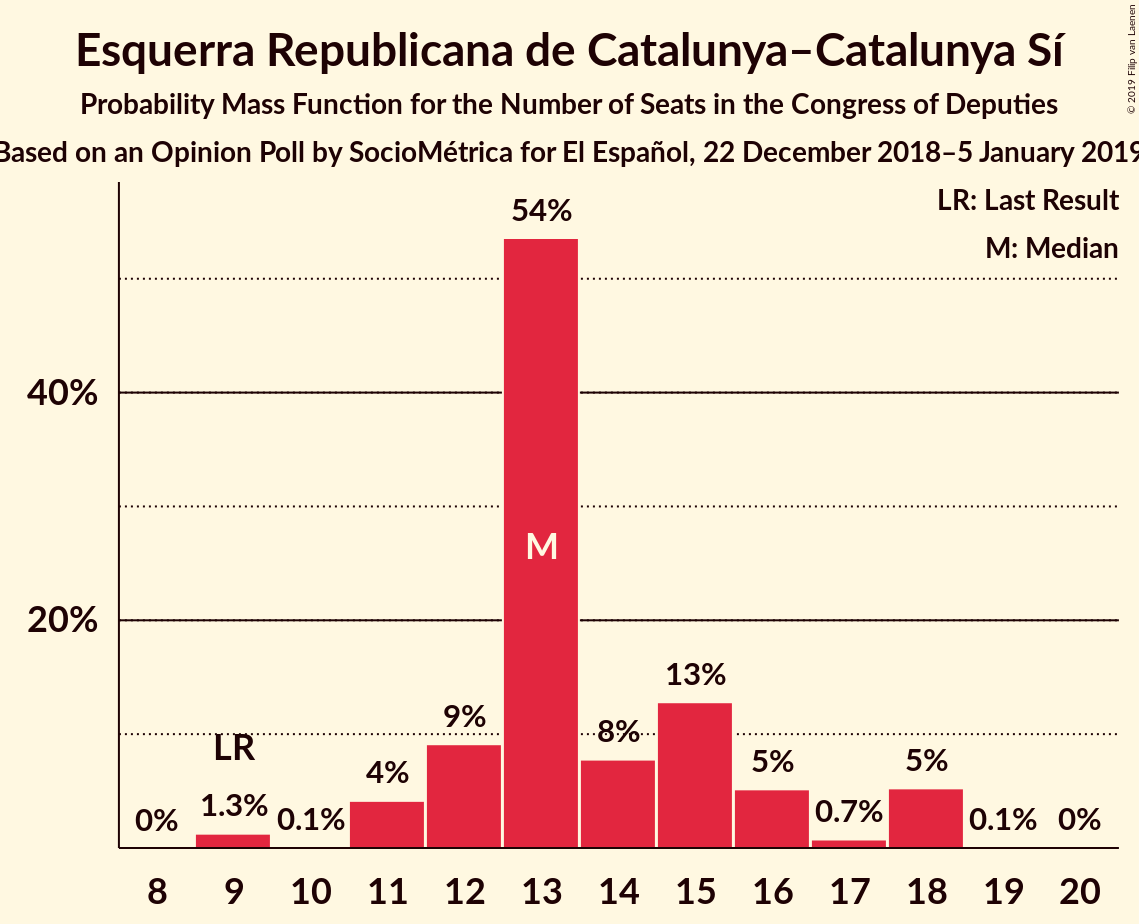 Esquerra Republicana de Catalunya–Catalunya Sí
Probability Mass Function for the Number of Seats in the Congress of Deputies
Based on an Opinion Poll by SocioMétrica for El Español, 22 December 2018–5 January 2019
© 2019 Filip van Laenen
LR: Last Result
M: Median
54%
40%
M
20%
13%
9%
8%
LR
4%
5%
5%
0%
1.3%
0.1%
0.7%
0.1%
0%
8 9 10 11 12 13 14 15 16 17 18 19 20